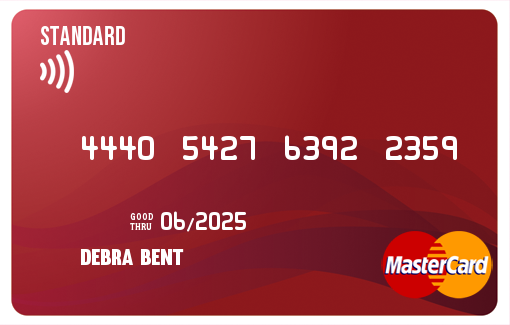 STANDARD
4440 5427 6392 2359
GOOD THRU 06/2025
DEBRA BENT
MasterCard